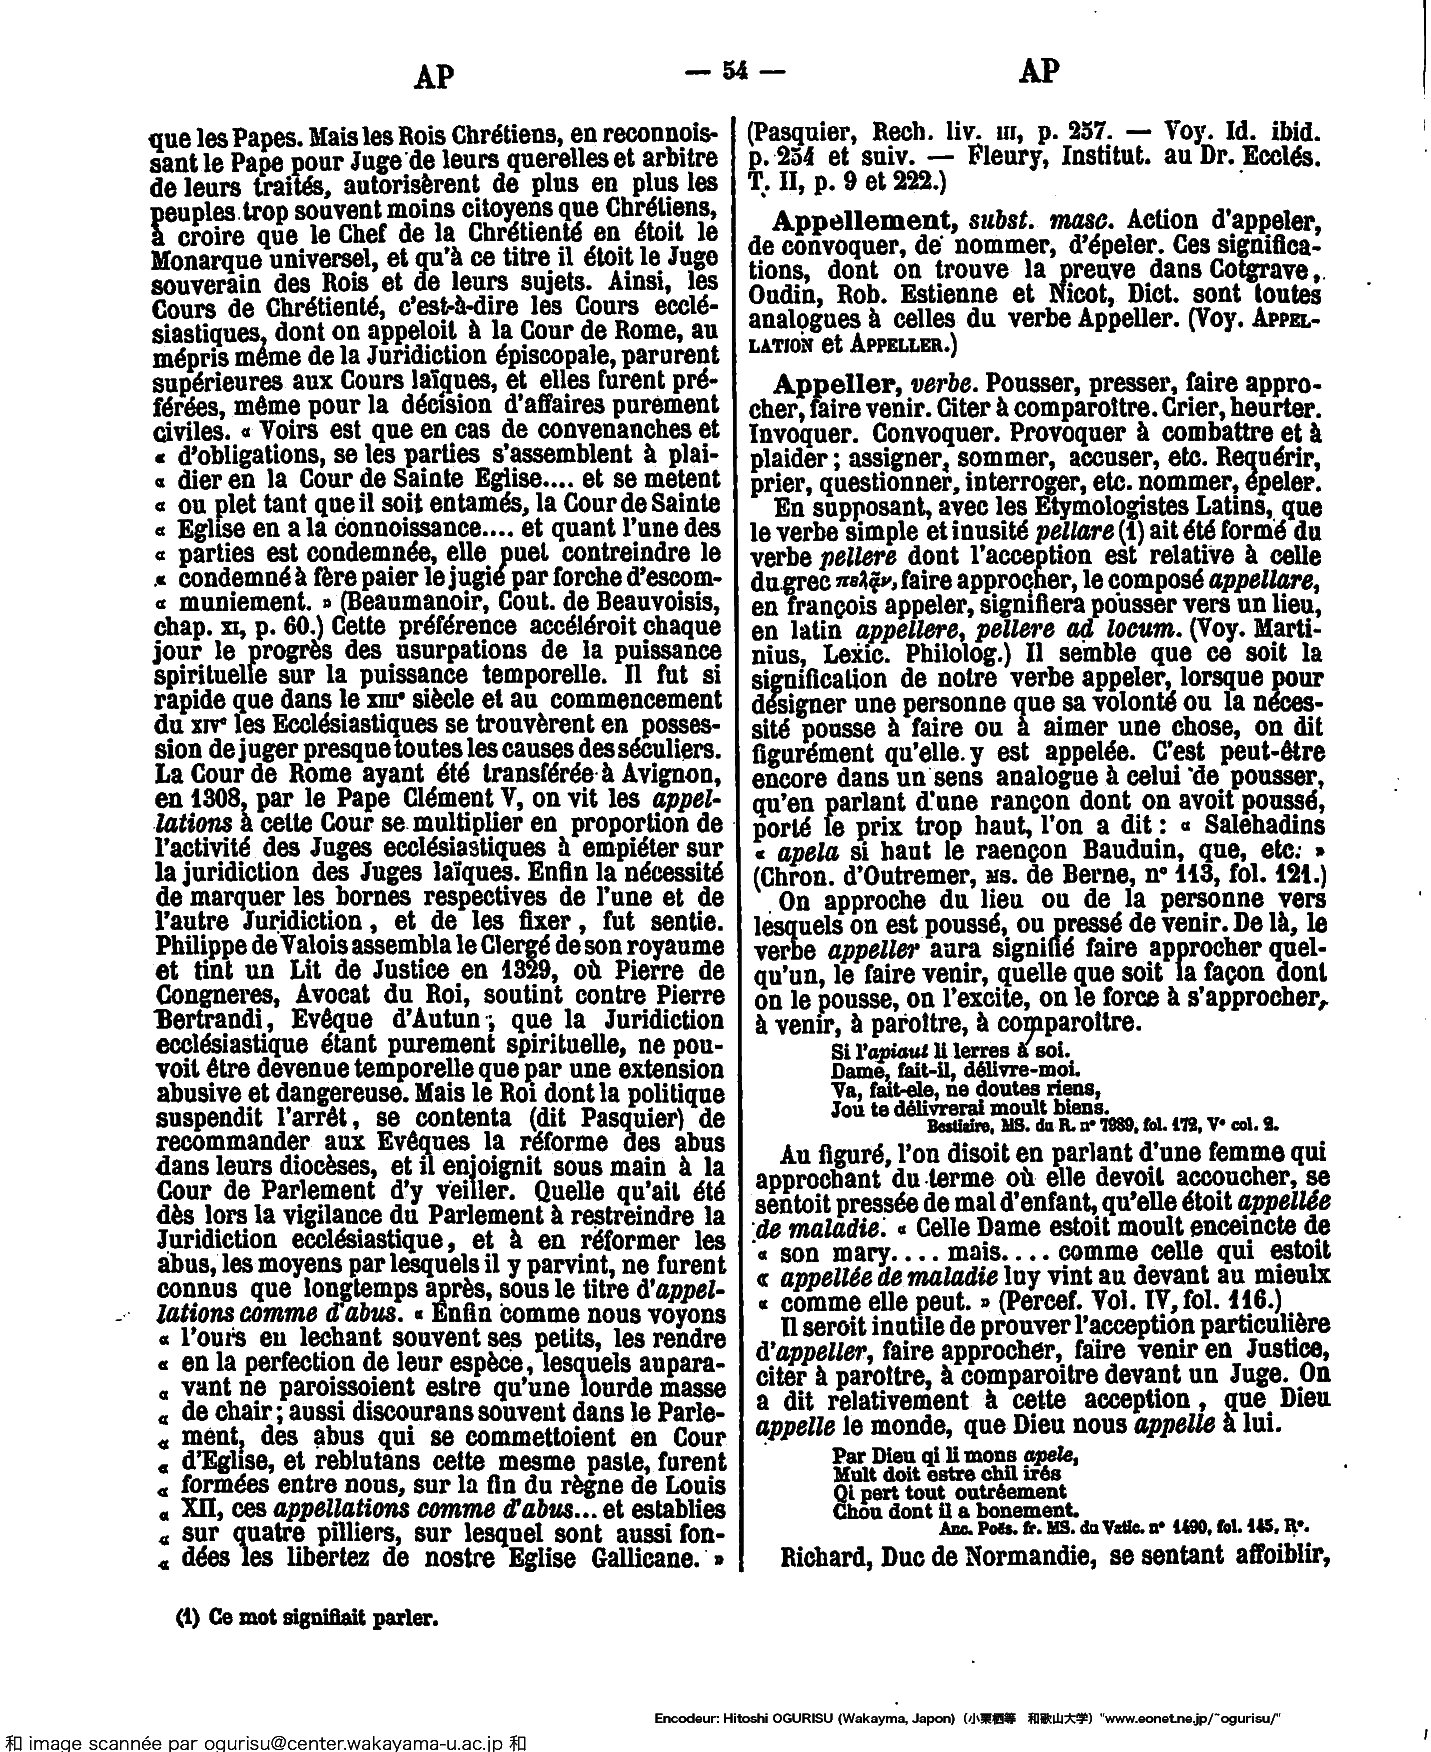 AP
— 54 —
AP
que les Papes. Mais les Rois Chrétiens, en reconnois-
sant le Pape pour Juge de leurs querelles et arbitre
de leurs traités, autorisèrent de plus en plus les
peuples trop souvent moins citoyens que Chrétiens,
à croire que le Chef de la Chrétienté en étoit le
Monarque universel, et qu'à ce titre il étoit le Juge
souverain des Rois et de leurs sujets. Ainsi, les
Cours de Chrétienté, c'est-à-dire les Cours ecclé-
siastiques, dont on appeloit à la Cour de Rome, au
mépris même de la Juridiction épiscopale, parurent
supérieures aux Cours laïques, et elles furent pré-
férées, même pour la décision d'affaires purement
civiles. « Voirs est que en cas de convenanches et
« d'obligations, se les parties s'assemblent à plai-
« dier en la Cour de Sainte Eglise.... et se metent
« ou plet tant que il soit entamés, la Cour de Sainte
« Eglise en a la connoissance.... et quant l'une des
« parties est condemnée, elle puet contreindre le
« condemné à fère paier le jugié par forche d'escom-
« muniement. » (Beaumanoir, Cout. de Beauvoisis,
chap. XI, p. 60.) Cette préférence accéléroit chaque
jour le progrès des usurpations de la puissance
spirituelle sur la puissance temporelle. Il fut si
rapide que dans le XIIIe siècle et au commencement
du XIVe les Ecclésiastiques se trouvèrent en posses-
sion de juger presque toutes les causes des séculiers.
La Cour de Rome ayant été transférée à Avignon,
en 1308, par le Pape Clément V, on vit les appel-
lations à cette Cour se multiplier en proportion de
l'activité des Juges ecclésiastiques à empiéter sur
la juridiction des Juges laïques. Enfin la nécessité
de marquer les bornes respectives de l'une et de
l'autre Juridiction, et de les fixer, fut sentie.
Philippe de Valois assembla le Clergé de son royaume
et tint un Lit de Justice en 1329, où Pierre de
Congneres, Avocat du Roi, soutint contre Pierre
Bertrandi, Evêque d'Autun, que la Juridiction
ecclésiastique étant purement spirituelle, ne pou-
voit être devenue temporelle que par une extension
abusive et dangereuse. Mais le Roi dont la politique
suspendit l'arrêt, se contenta (dit Pasquier) de
recommander aux Evêques la réforme des abus
dans leurs diocèses, et il enjoignit sous main à la
Cour de Parlement d'y veiller. Quelle qu'ait été
dès lors la vigilance du Parlement à restreindre la
Juridiction ecclésiastique, et à en réformer les
abus, les moyens par lesquels il y parvint, ne furent
connus que longtemps après, sous le titre d'appel-
lations comme d'abus. « Enfin comme nous voyons
« l'ours en lechant souvent ses petits, les rendre
« en la perfection de leur espèce, lesquels aupara-
« vant ne paroissoient estre qu'une lourde masse
« de chair; aussi discourans souvent dans le Parle-
« ment, des abus qui se commettoient en Cour
« d'Eglise, et reblutans cette mesme paste, furent
« formées entre nous, sur la fin du règne de Louis
« XII, ces appellations comme d'abus... et establies
« sur quatre pilliers, sur lesquel sont aussi fon-
« dées les libertez de nostre Eglise Gallicane. »
(Pasquier, Rech. liv. III, p. 257. — Voy. Id. ibid.
p. 254 et suiv. — Fleury, Institut. au Dr. Ecclés.
T. II, p. 9 et 222.)
Appellement, subst. masc. Action d'appeler,
de convoquer, de nommer, d'épeler. Ces significa-
tions, dont on trouve la preuve dans Cotgrave,
Oudin, Rob. Estienne et Nicot, Dict. sont toutes
analogues à celles du verbe Appeller. (Voy. APPEL-
LATION et APPELLER.)
Appeller, verbe. Pousser, presser, faire appro-
cher, faire venir. Citer à comparoître. Crier, heurter.
Invoquer. Convoquer. Provoquer à combattre et à
plaider; assigner, sommer, accuser, etc. Requérir,
prier, questionner, interroger, etc. nommer, épeler.
En supposant, avec les Etymologistes Latins, que
le verbe simple et inusité pellare (1) ait été formé du
verbe pellere dont l'acception est relative à celle
du grec πελᾷν, faire approcher, le composé appellare,
en françois appeler, signifiera pousser vers un lieu,
en latin appellere, pellere ad locum. (Voy. Marti-
nius, Lexic. Philolog.) Il semble que ce soit la
signification de notre verbe appeler, lorsque pour
désigner une personne que sa volonté ou la néces-
sité pousse à faire ou à aimer une chose, on dit
figurément qu'elle y est appelée. C'est peut-être
encore dans un sens analogue à celui de pousser,
qu'en parlant d'une rançon dont on avoit poussé,
porté le prix trop haut, l'on a dit : « Saléhadins
« apela si haut le raençon Bauduin, que, etc. »
(Chron. d'Outremer, MS. de Berne, n° 113, fol. 121.)
On approche du lieu ou de la personne vers
lesquels on est poussé, ou pressé de venir. De là, le
verbe appeller aura signifié faire approcher quel-
qu'un, le faire venir, quelle que soit la façon dont
on le pousse, on l'excite, on le force à s'approcher,
à venir, à paroître, à comparoître.
Si l'apiaut li lerres à soi.
Dame, fait-il, délivre-moi.
Va, fait-ele, ne doutes riens,
Jou te délivrerai moult biens.
Bestiaire, MS. du R. n° 7989, fol. 172, V° col. 2.
Au figuré, l'on disoit en parlant d'une femme qui
approchant du terme où elle devoit accoucher, se
sentoit pressée de mal d'enfant, qu'elle étoit appellée
de maladie. « Celle Dame estoit moult enceincte de
« son mary.... mais.... comme celle qui estoit
« appellée de maladie luy vint au devant au mieulx
« comme elle peut. » (Percef. Vol. IV, fol. 116.)
Il seroit inutile de prouver l'acception particulière
d'appeller, faire approcher, faire venir en Justice,
citer à paroître, à comparoitre devant un Juge. On
a dit relativement à cette acception, que Dieu
appelle le monde, que Dieu nous appelle à lui.
Par Dieu qi li mons apele,
Mult doit estre chil irés
Qi pert tout outréement
Chou dont il a bonement.
Anc. Poës. fr. MS. du Vatic. n° 1490, fol. 145, R°.
Richard, Duc de Normandie, se sentant affoiblir,
(1) Ce mot signifiait parler.
Encodeur: Hitoshi OGURISU (Wakayma, Japon) (小栗栖等 和歌山大学) "www.eonet.ne.jp/~ogurisu/"
和 image scannée par ogurisu@center.wakayama-u.ac.jp 和